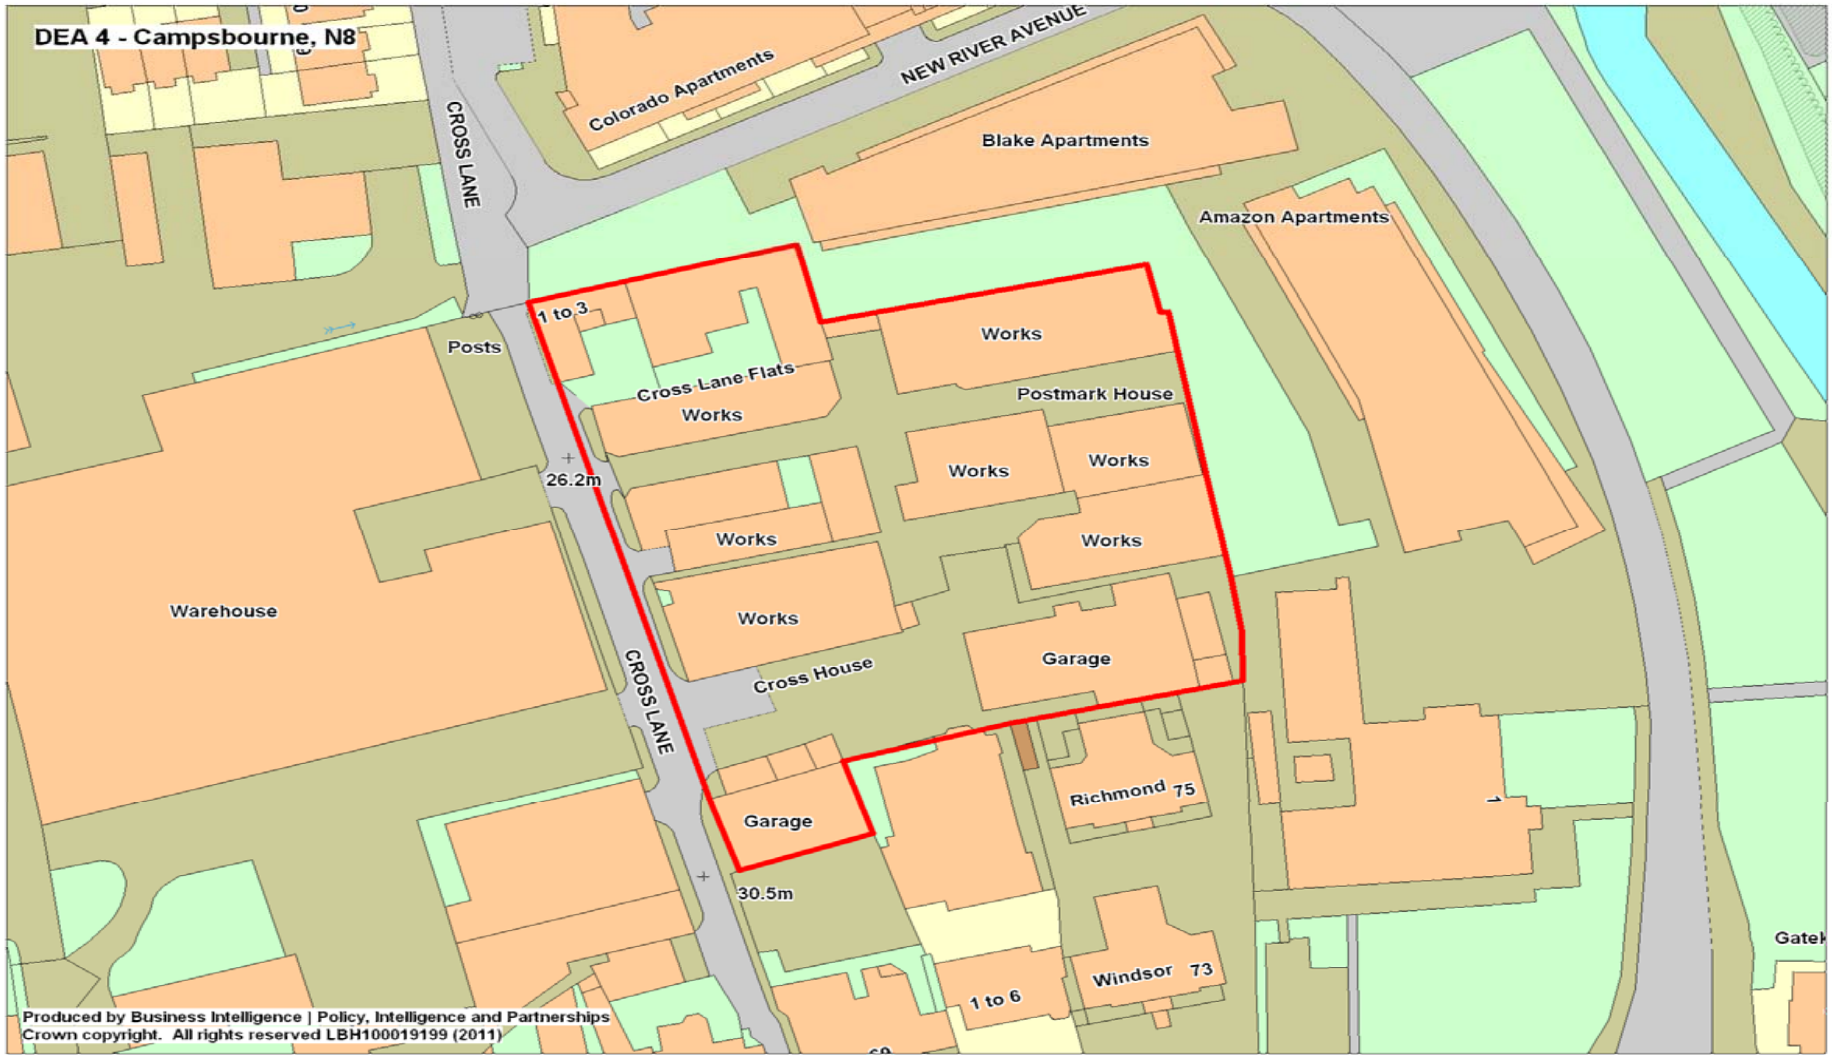 DEA 4 - Campsbourne, N8
Colorado Apartments
NEW RIVER AVENUE
CROSS LANE
Blake Apartments
Amazon Apartments
1 to 3
Posts
Works
Cross Lane Flats
Works
Postmark House
26.2m
Works
Works
Works
Works
Warehouse
Works
CROSS LANE
Cross House
Garage
Richmond 75
1
Garage
30.5m
Gatek
Windsor 73
1 to 6
Produced by Business Intelligence | Policy, Intelligence and Partnerships
Crown copyright. All rights reserved LBH100019199 (2011)